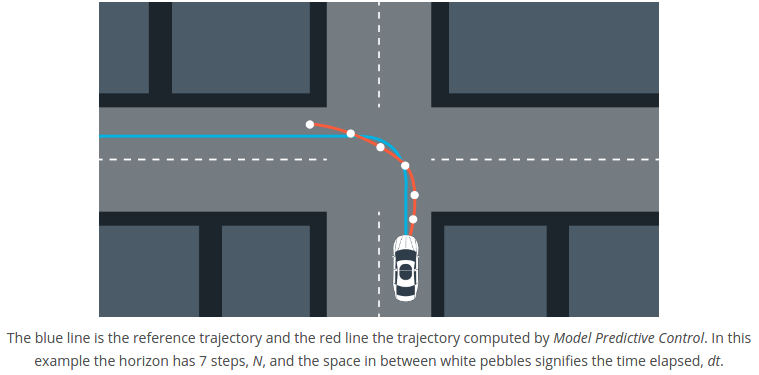 The blue line is the reference trajectory and the red line the trajectory computed by Model Predictive Control. In this
example the horizon has 7 steps, N, and the space in between white pebbles signifies the time elapsed, dt.